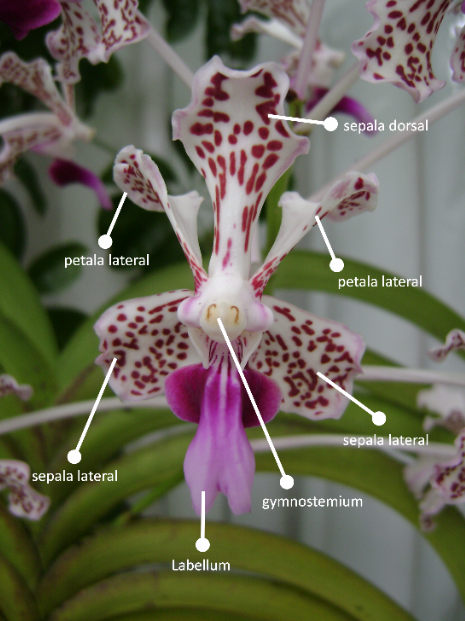 sepala dorsal
petala lateral
petala lateral
sepala lateral
sepala lateral
gymnostemium
Labellum